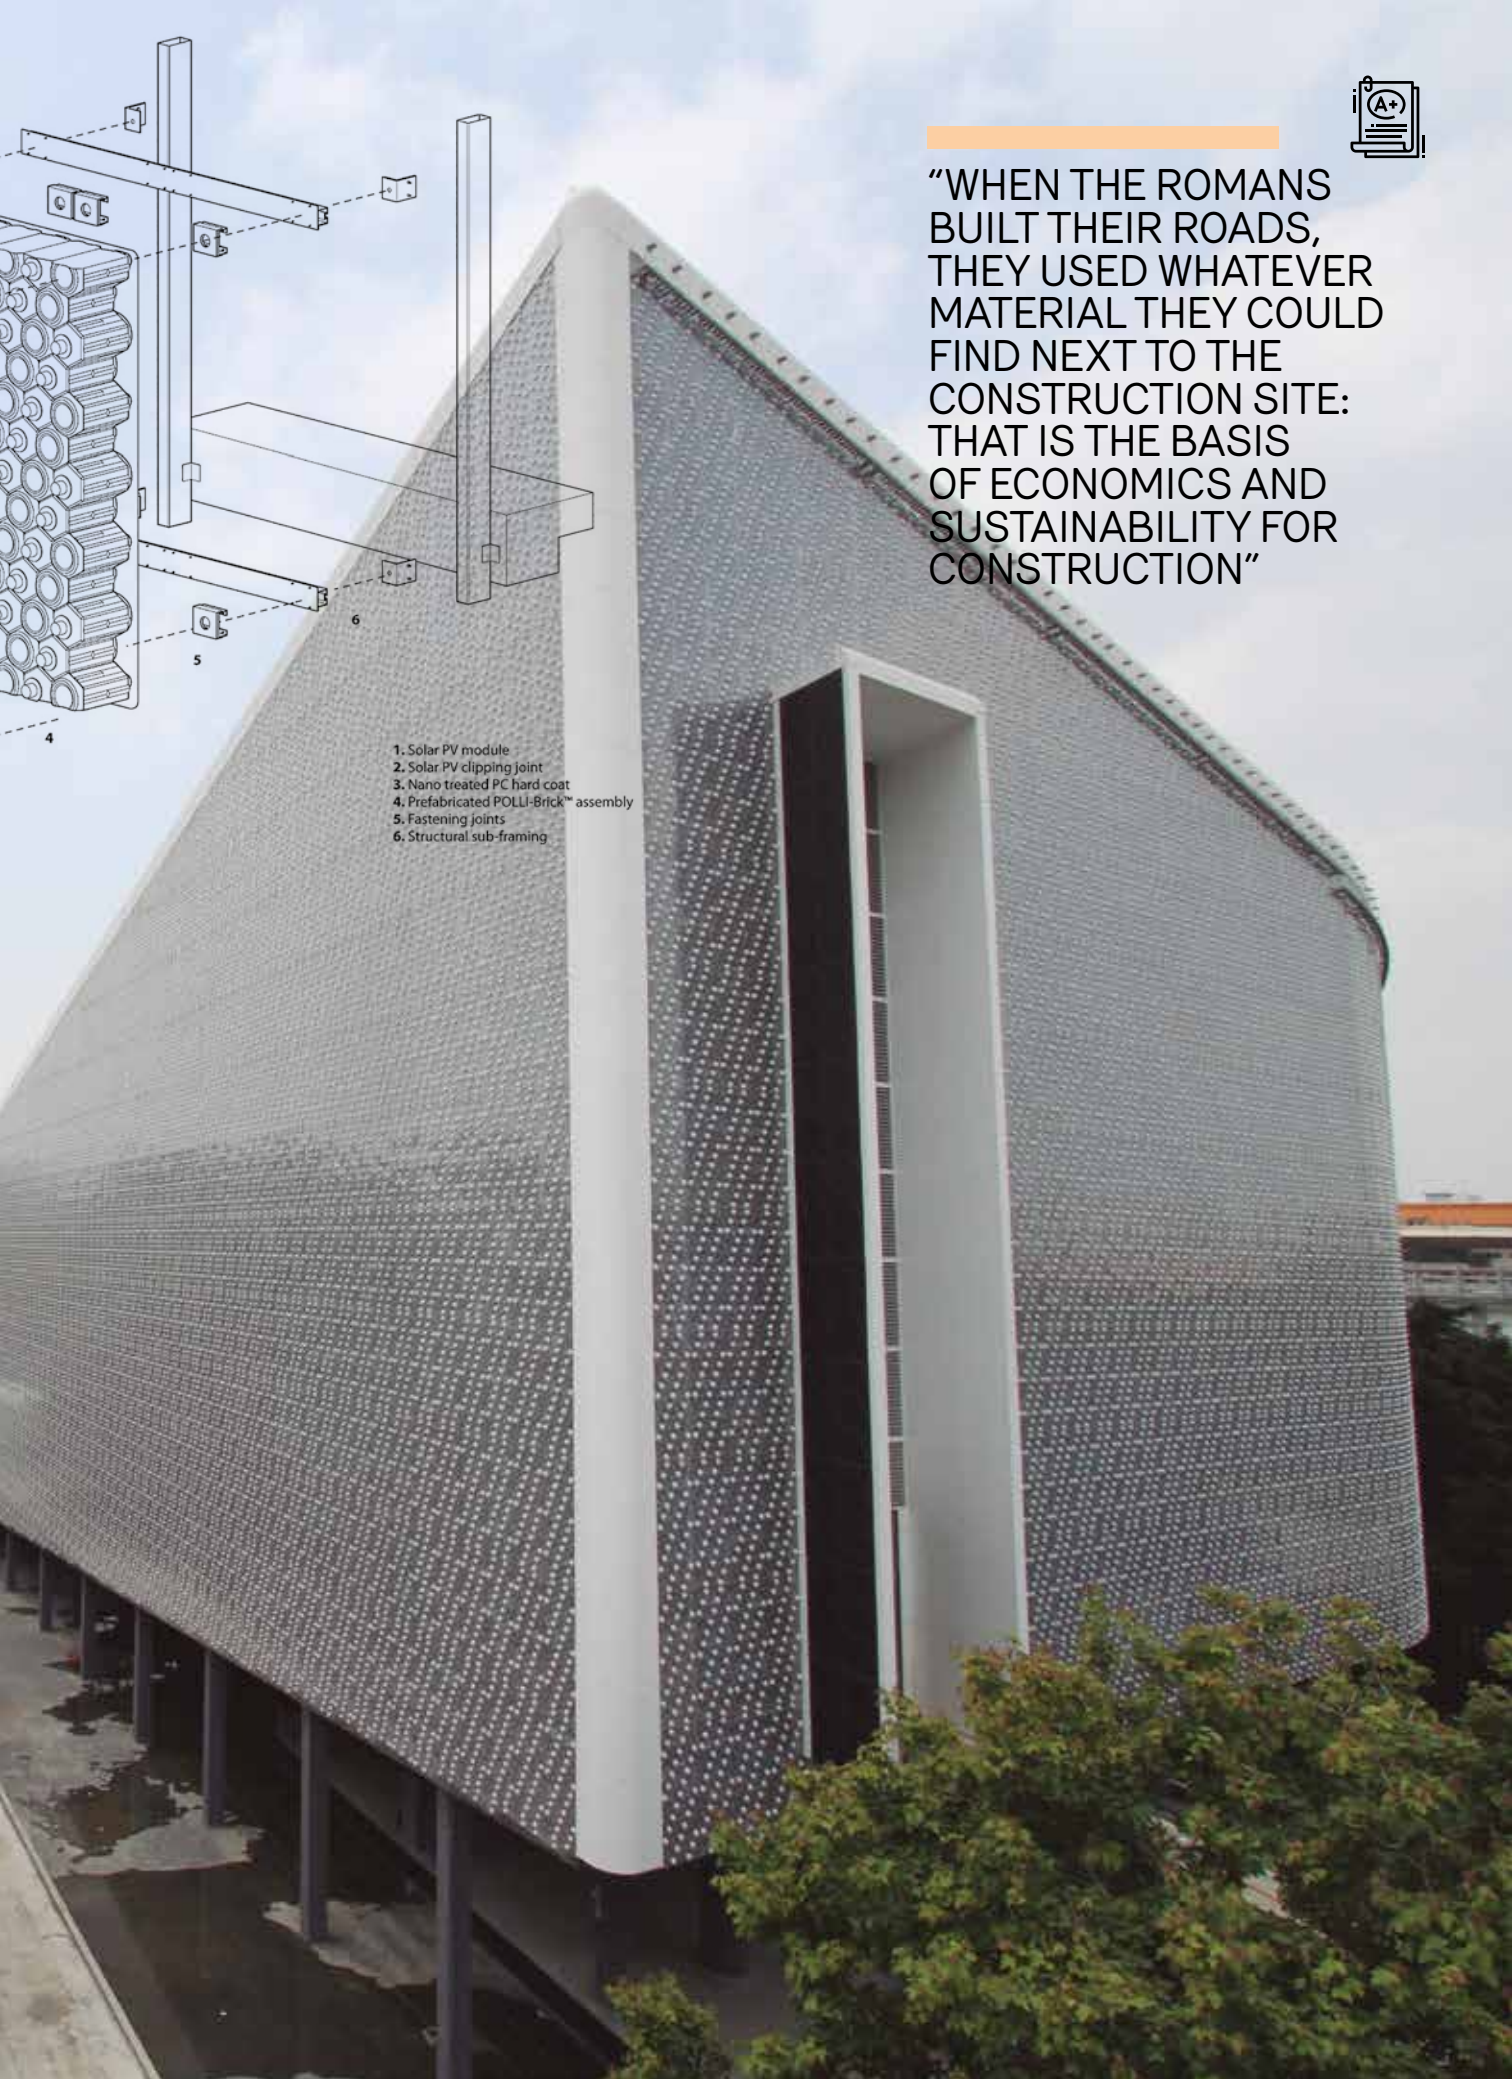 A+
“WHEN THE ROMANS
BUILT THEIR ROADS,
THEY USED WHATEVER
MATERIAL THEY COULD
FIND NEXT TO THE
CONSTRUCTION SITE:
THAT IS THE BASIS
OF ECONOMICS AND
SUSTAINABILITY FOR
CONSTRUCTION”
6
5
4
1. Solar PV module
2. Solar PV clipping joint
3. Nano treated PC hard coat
4. Prefabricated POLLI-Brick™ assembly
5. Fastening joints
6. Structural sub-framing